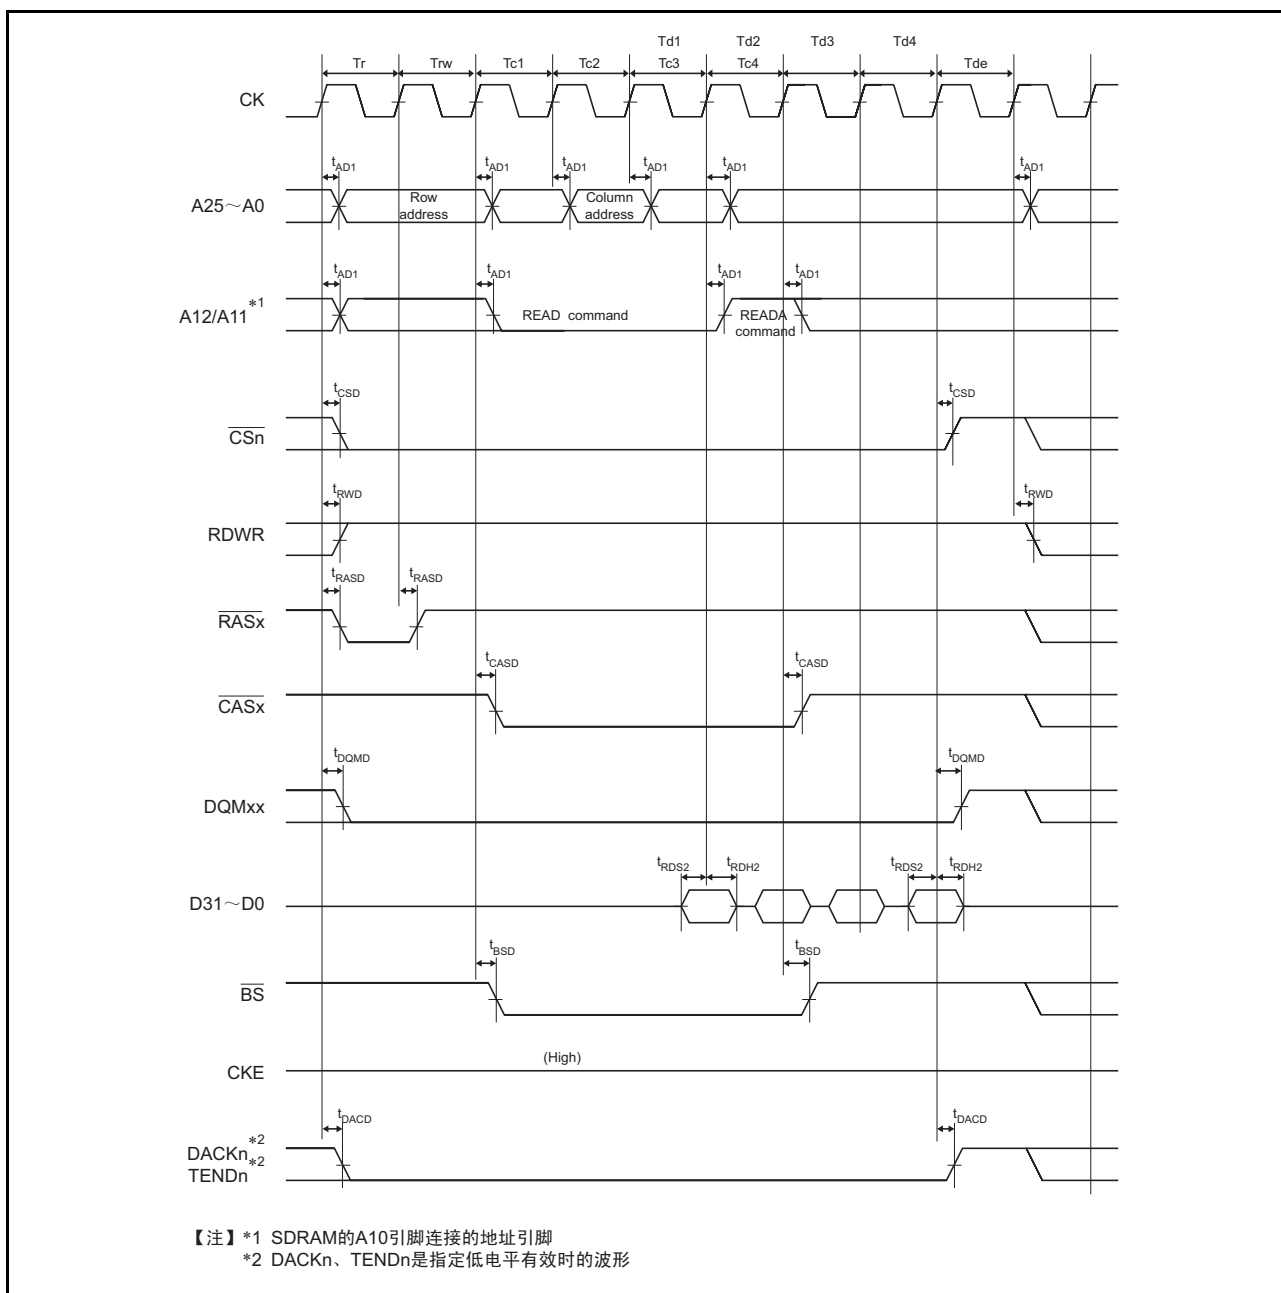 Td1 Td2 Td3 Td4
Tr Trw Tc1 Tc2 Tc3 Tc4 Tde
CK
tAD1 tAD1 tAD1 tAD1 tAD1 tAD1
A25～A0 Row address Column address
tAD1 tAD1 tAD1 tAD1
A12/A11*1 READ command READA command
tCSD tCSD
CSn
tRWD tRWD
RDWR
tRASD tRASD
RASx
tCASD tCASD
CASx
tDQMD tDQMD
DQMxx
tRDS2 tRDH2 tRDS2 tRDH2
D31～D0
tBSD tBSD
BS
(High)
CKE
tDACD tDACD
DACKn*2
TENDn*2
【注】*1 SDRAM的A10引脚连接的地址引脚
*2 DACKn、TENDn是指定低电平有效时的波形